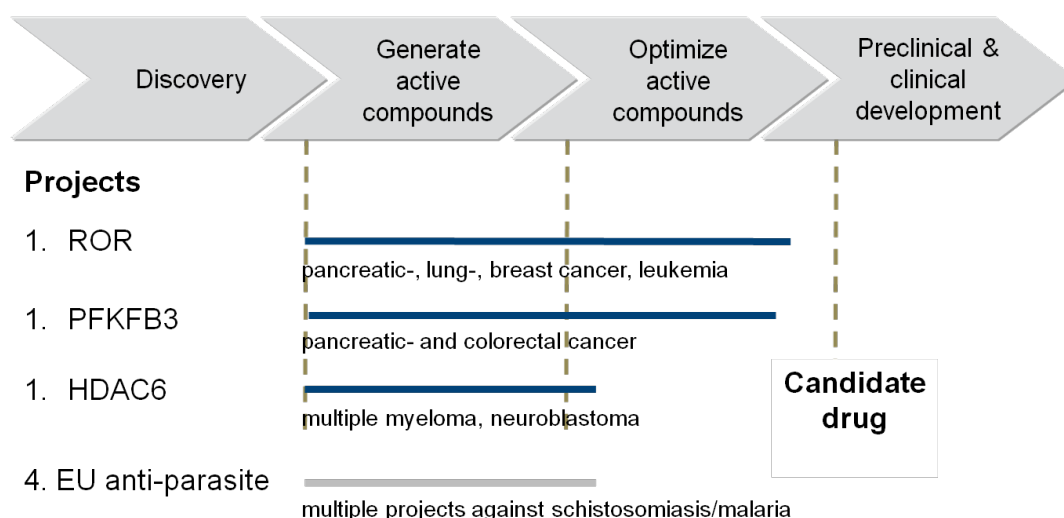 Discovery
Generate
active
compounds
Optimize
active
compounds
Preclinical &
clinical
development
Projects
1. ROR
pancreatic-, lung-, breast cancer, leukemia
1. PFKFB3
pancreatic- and colorectal cancer
1. HDAC6
multiple myeloma, neuroblastoma
Candidate
drug
4. EU anti-parasite
multiple projects against schistosomiasis/malaria